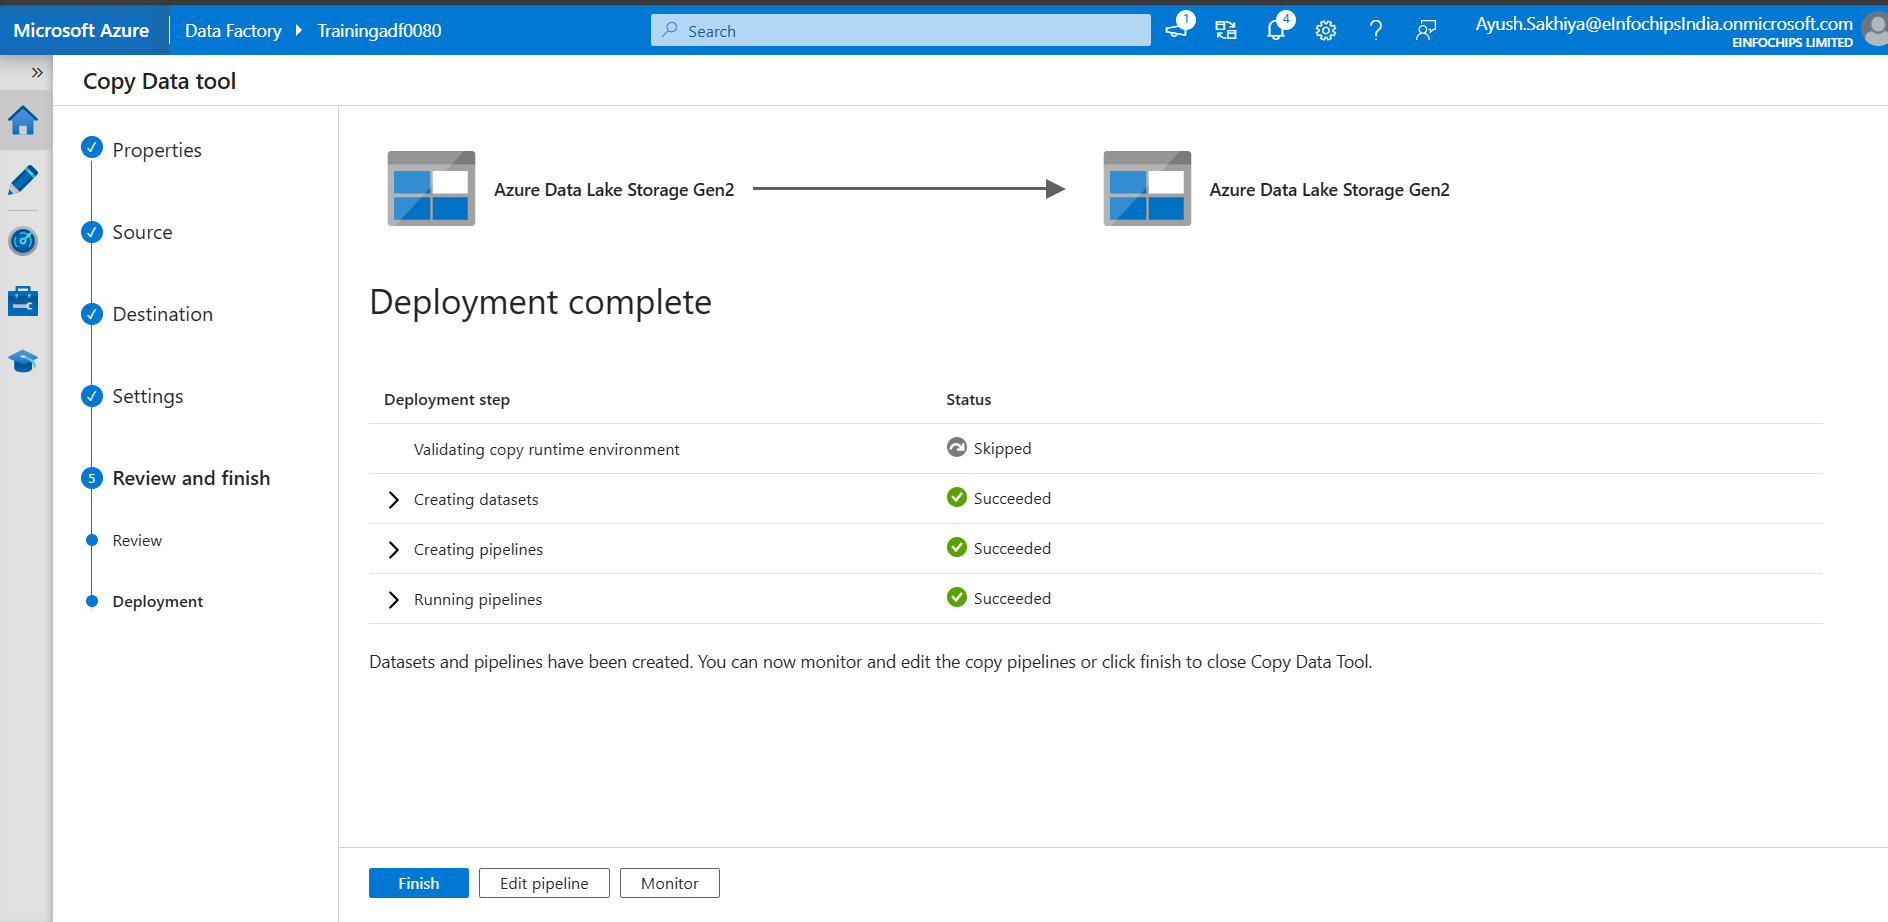 Microsoft Azure
Data Factory
Trainingadf0080
Search
1
4
Ayush.Sakhiya@eInfochipsIndia.onmicrosoft.com
EINFOCHIPS LIMITED
Copy Data tool
Properties
Source
Destination
Settings
5 Review and finish
Review
Deployment
Azure Data Lake Storage Gen2
Azure Data Lake Storage Gen2
Deployment complete
Deployment step Status
Validating copy runtime environment Skipped
Creating datasets Succeeded
Creating pipelines Succeeded
Running pipelines Succeeded
Datasets and pipelines have been created. You can now monitor and edit the copy pipelines or click finish to close Copy Data Tool.
Finish Edit pipeline Monitor